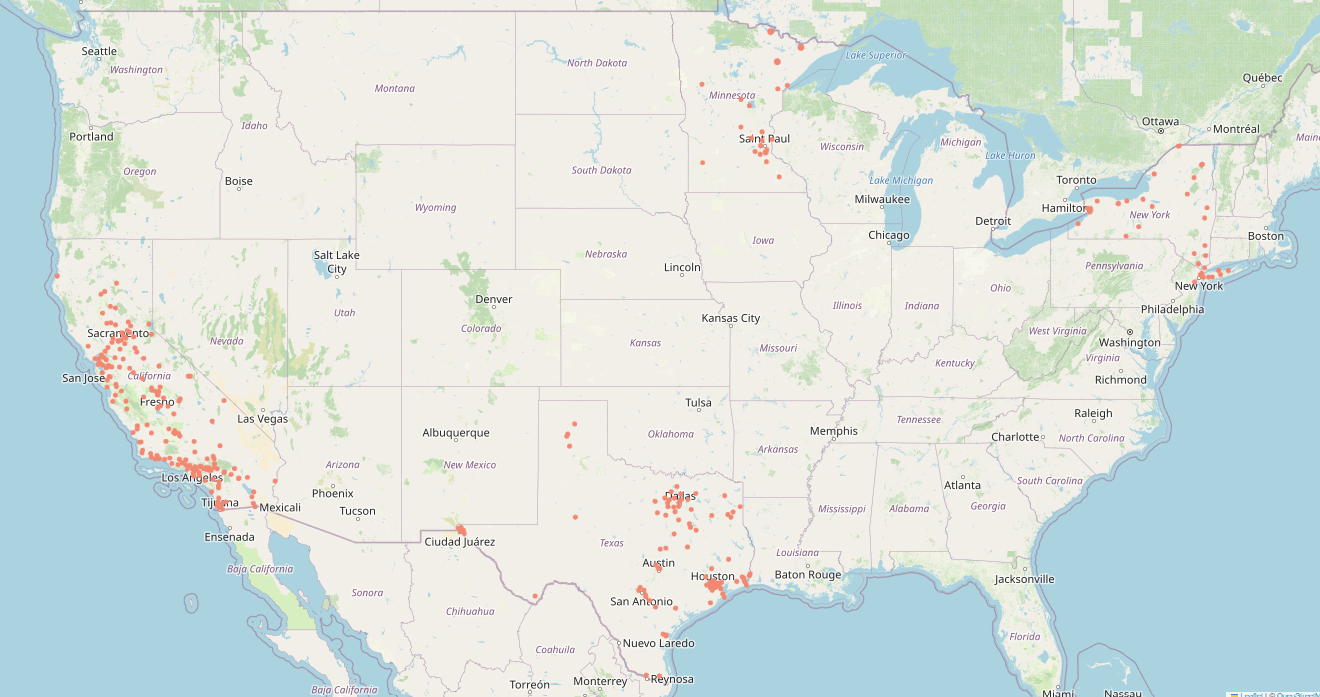 Seattle
Washington
Portland
Oregon
Idaho
Boise
Montana
North Dakota
South Dakota
Wyoming
Minnesota
Saint Paul
Lake Superior
Wisconsin
Michigan
Lake Huron
Lake Michigan
Milwaukee
Chicago
Detroit
Toronto
Hamilton
Ottawa
Montréal
Québec
Maine
New York
Boston
Salt Lake
City
Nebraska
Lincoln
Iowa
Denver
Colorado
Utah
Nevada
Sacramento
San Jose
California
Fresno
Las Vegas
Kansas
Kansas City
Missouri
Illinois
Indiana
Ohio
Pennsylvania
New York
Philadelphia
West Virginia
Washington
Virginia
Richmond
Kentucky
Tulsa
Oklahoma
Arkansas
Memphis
Tennessee
Raleigh
Charlotte
North Carolina
South Carolina
Albuquerque
New Mexico
Arizona
Phoenix
Tucson
Los Angeles
Tijuana
Mexicali
Ensenada
Baja California
Sonora
Ciudad Juárez
Chihuahua
Coahuila
Texas
Dallas
Austin
Houston
San Antonio
Nuevo Laredo
Reynosa
Monterrey
Torreón
Baja California
Louisiana
Baton Rouge
Mississippi
Alabama
Atlanta
Georgia
Jacksonville
Florida
Miami
Nassau
Leaflet | ©